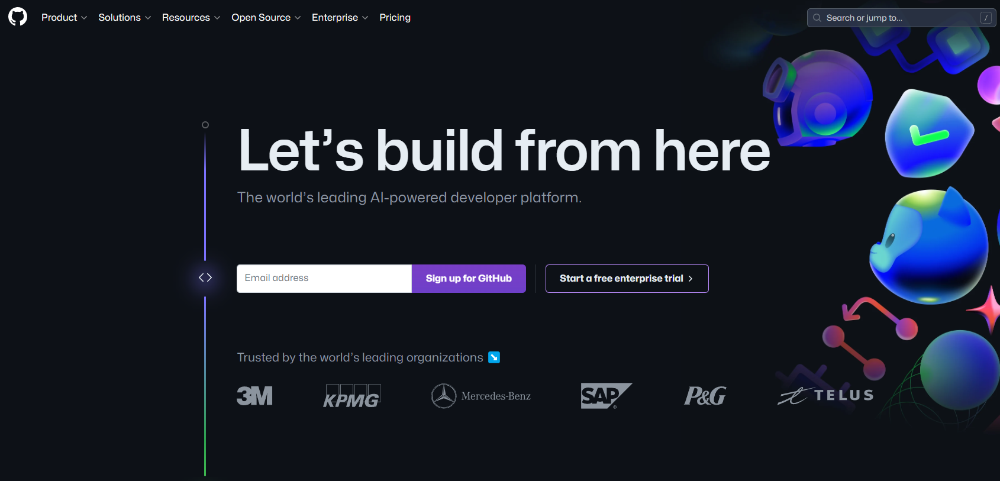 Product Solutions Resources Open Source Enterprise Pricing Search or jump to... /
Let’s build from here
The world’s leading AI-powered developer platform.
Email address Sign up for GitHub Start a free enterprise trial
Trusted by the world’s leading organizations
3M KPMG Mercedes-Benz SAP ® P&G TELUS